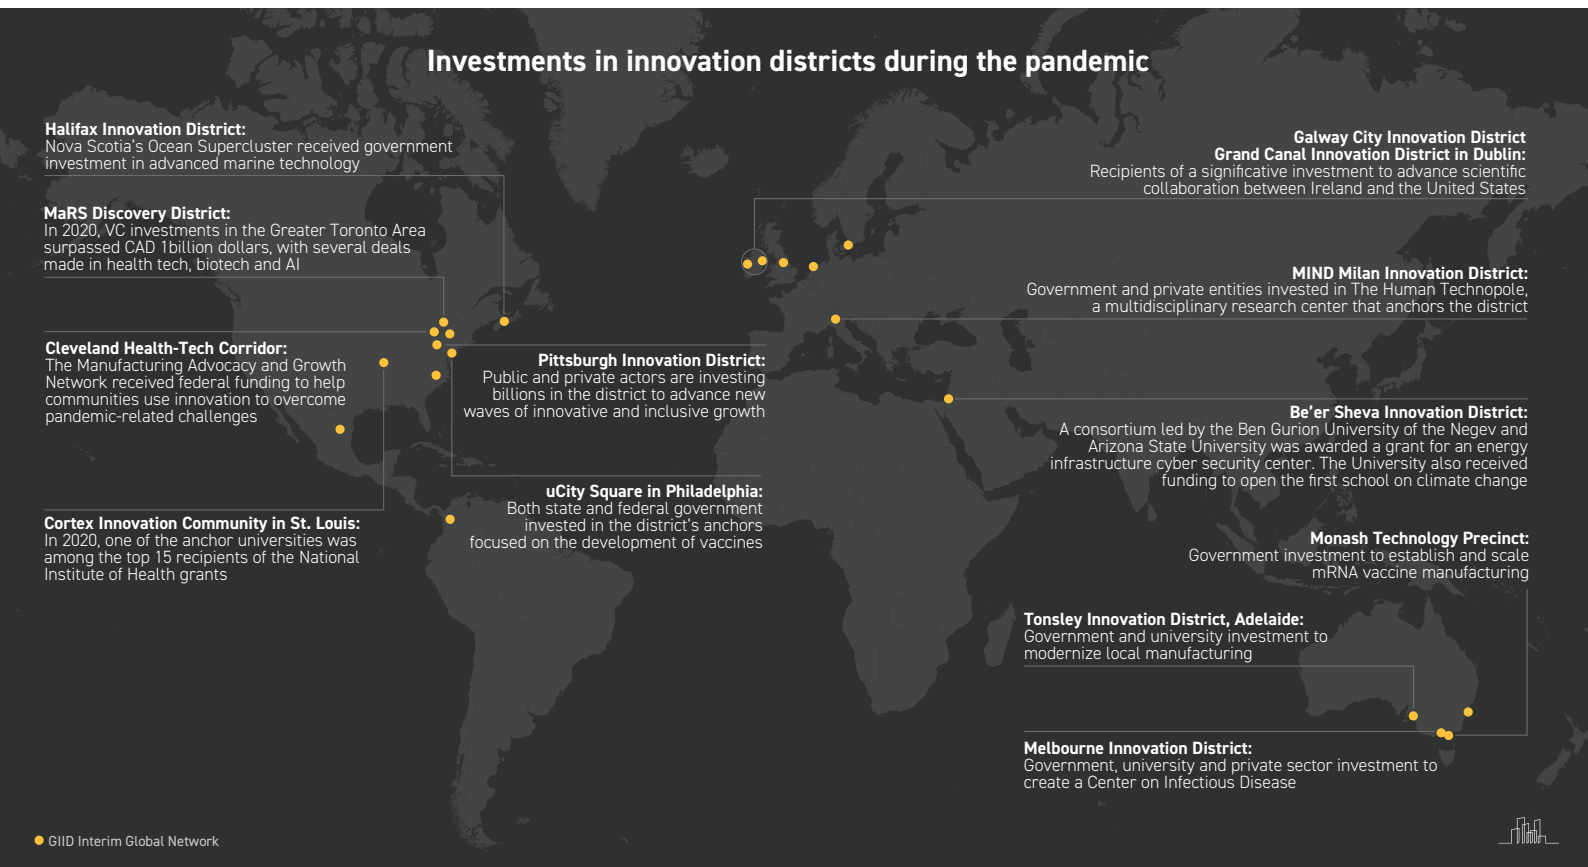 Investments in innovation districts during the pandemic
Halifax Innovation District:
Nova Scotia's Ocean Supercluster received government
investment in advanced marine technology
MaRS Discovery District:
In 2020, VC investments in the Greater Toronto Area
surpassed CAD 1billion dollars, with several deals
made in health tech, biotech and AI
Cleveland Health-Tech Corridor:
The Manufacturing Advocacy and Growth
Network received federal funding to help
communities use innovation to overcome
pandemic-related challenges
Cortex Innovation Community in St. Louis:
In 2020, one of the anchor universities was
among the top 15 recipients of the National
Institute of Health grants
Pittsburgh Innovation District:
Public and private actors are investing
billions in the district to advance new
waves of innovative and inclusive growth
uCity Square in Philadelphia:
Both state and federal government
invested in the district's anchors
focused on the development of vaccines
Galway City Innovation District
Grand Canal Innovation District in Dublin:
Recipients of a significative investment to advance scientific
collaboration between Ireland and the United States
MIND Milan Innovation District:
Government and private entities invested in The Human Technopole,
a multidisciplinary research center that anchors the district
Be'er Sheva Innovation District:
A consortium led by the Ben Gurion University of the Negev and
Arizona State University was awarded a grant for an energy
infrastructure cyber security center. The University also received
funding to open the first school on climate change
Monash Technology Precinct:
Government investment to establish and scale
mRNA vaccine manufacturing
Tonsley Innovation District, Adelaide:
Government and university investment to
modernize local manufacturing
Melbourne Innovation District:
Government, university and private sector investment to
create a Center on Infectious Disease
GIID Interim Global Network